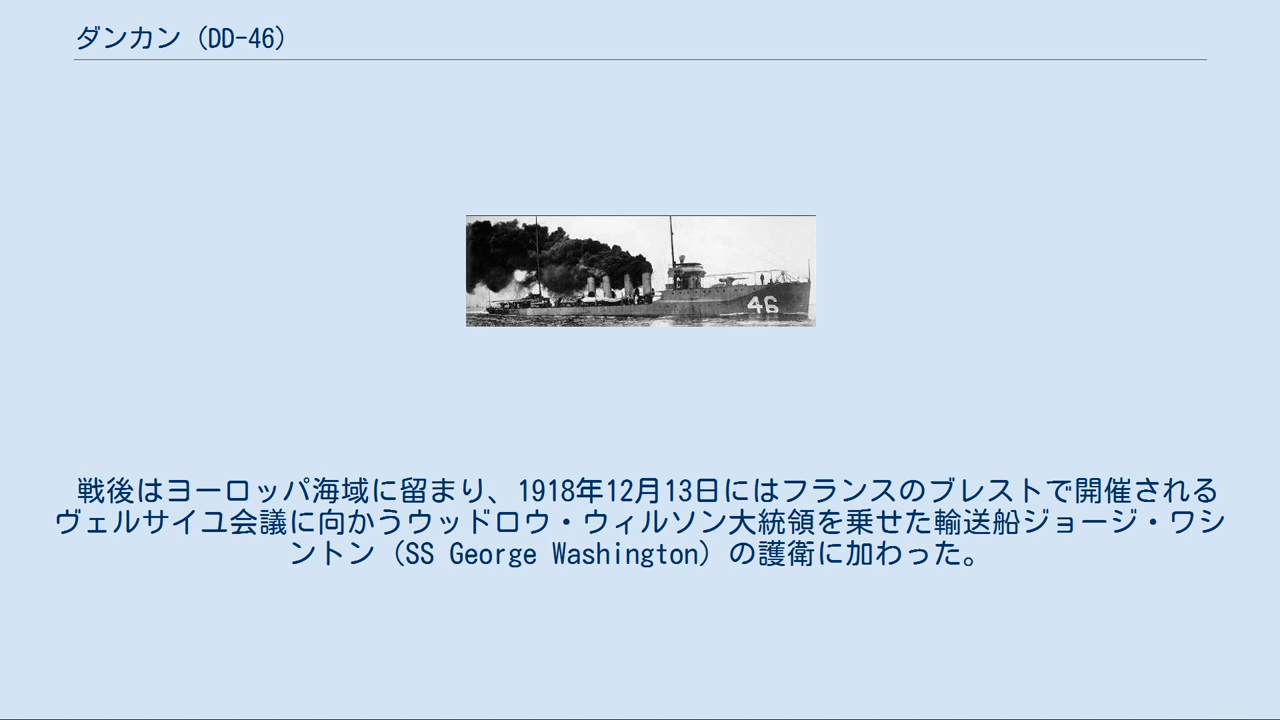 ダンカン（DD-46）
46
戦後はヨーロッパ海域に留まり、1918年12月13日にはフランスのブレストで開催される
ヴェルサイユ会議に向かうウッドロウ・ウィルソン大統領を乗せた輸送船ジョージ・ワシ
ントン（SS George Washington）の護衛に加わった。